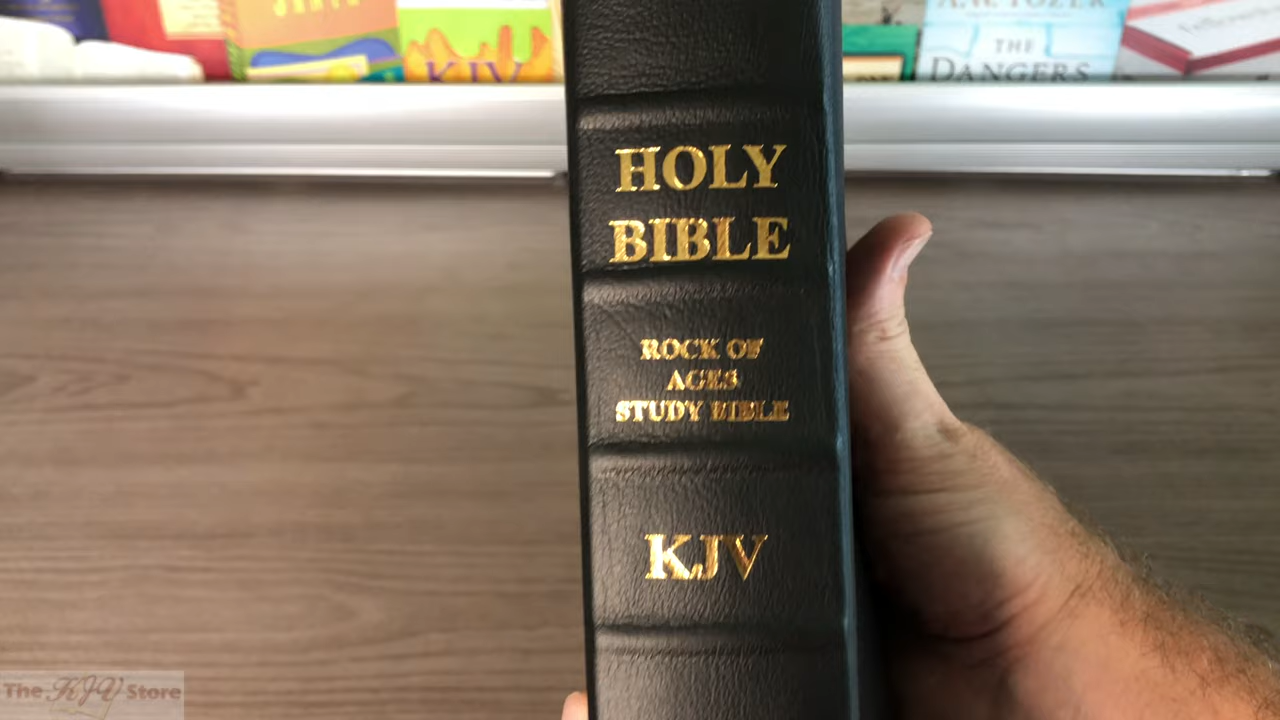 KJV
A.W. TOZER
THE
DANGERS
HOLY
BIBLE
ROCK OF
AGES
STUDY BIBLE
KJV
The KJV Store